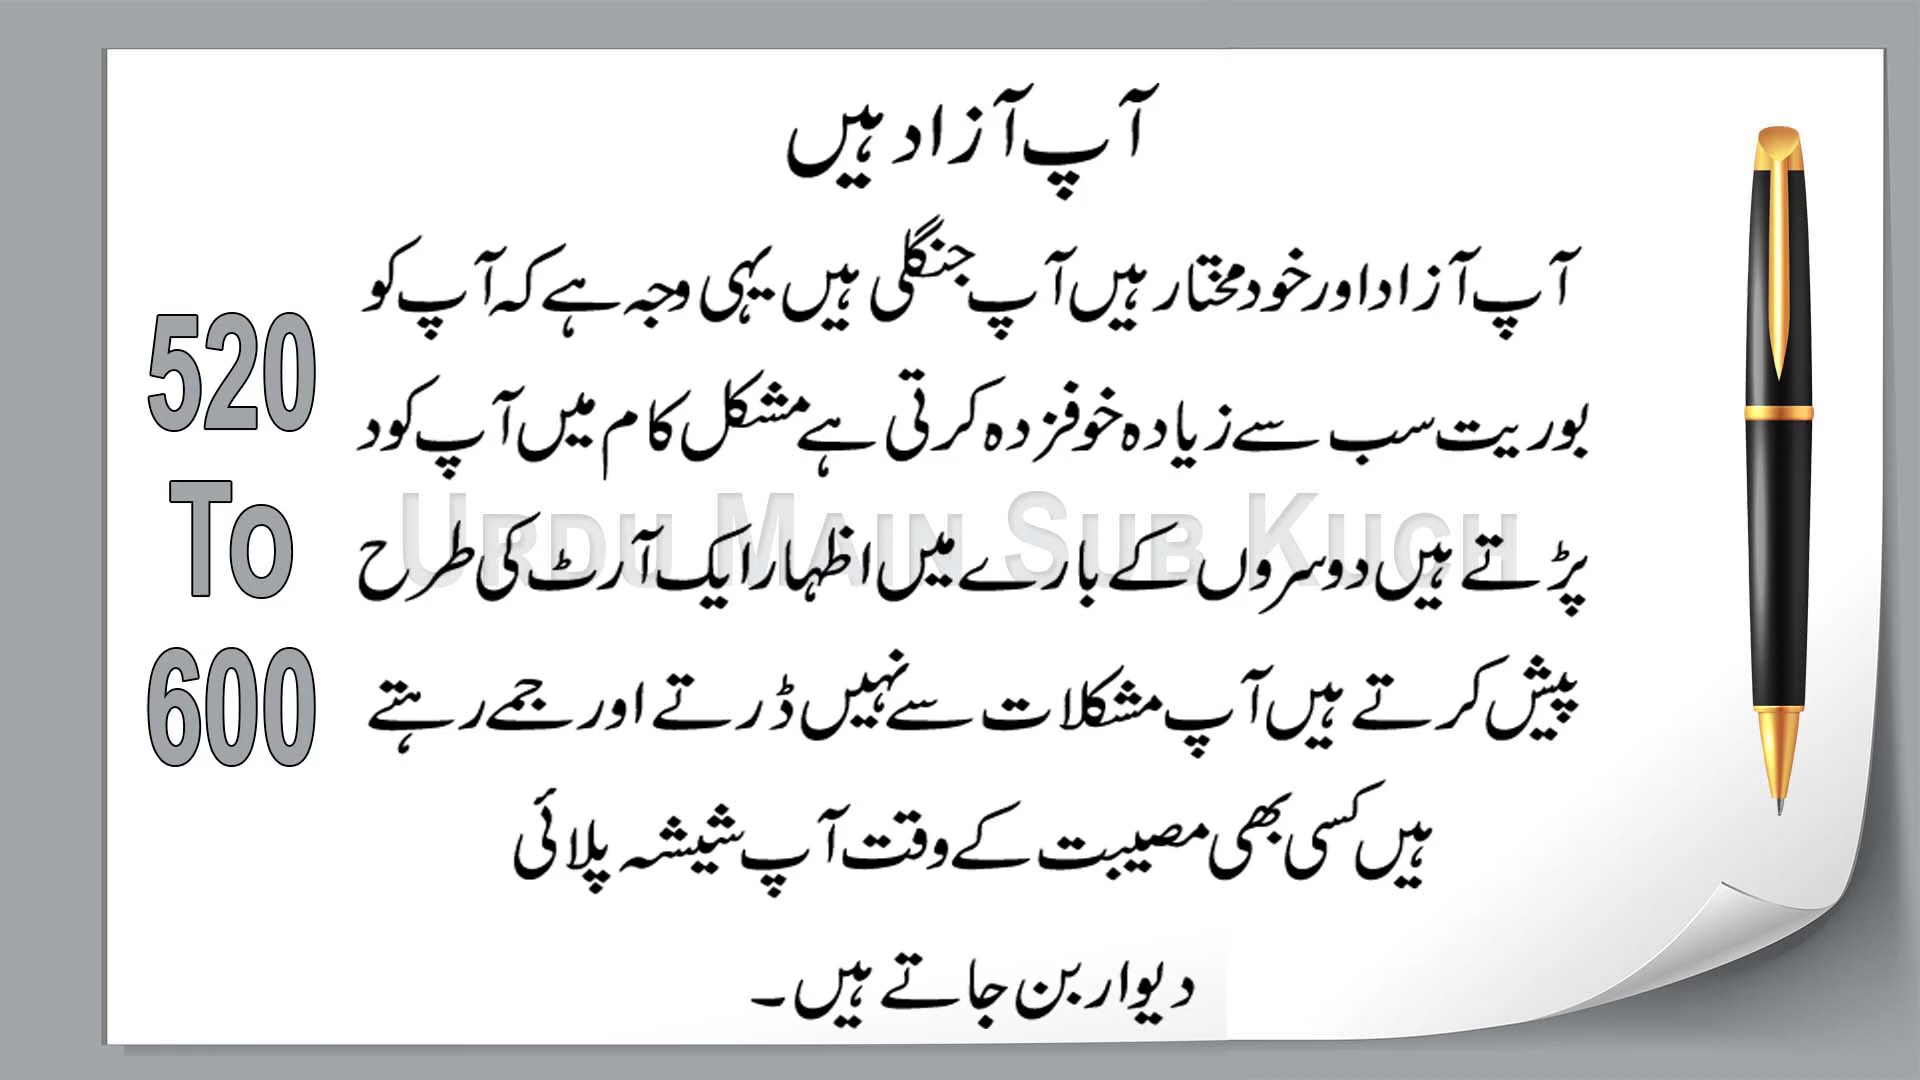 آپ آزاد ہیں
آپ آزاد اور خود مختار ہیں آپ جنگلی ہیں یہی وجہ ہے کہ آپ کو
بوریت سب سے زیادہ خوفزدہ کرتی ہے مشکل کام میں آپ کود
پڑتے ہیں دوسروں کے بارے میں اظہار ایک آرٹ کی طرح
پیش کرتے ہیں آپ مشکلات سے نہیں ڈرتے اور جمے رہتے
ہیں کسی بھی مصیبت کے وقت آپ شیشہ پلائی
دیوار بن جاتے ہیں۔
520
To
600
URDU MAIN SUB KUCH